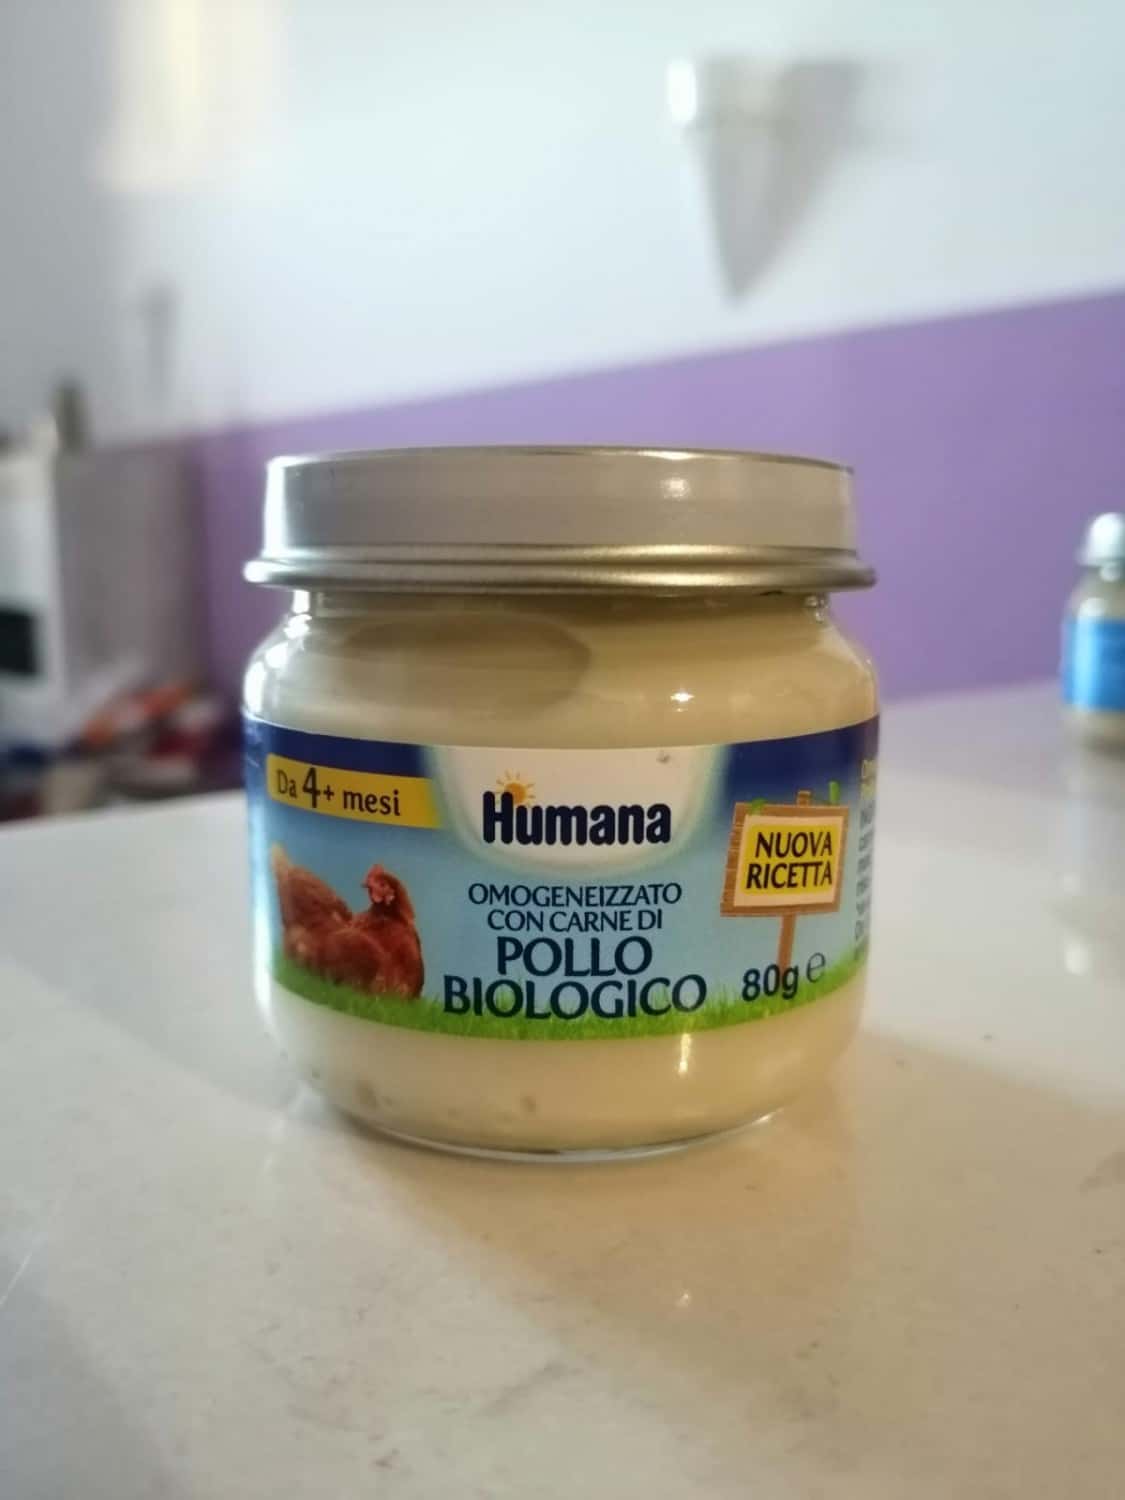 Da 4+ mesi
Humana
OMOGENEIZZATO
CON CARNE DI
POLLO
BIOLOGICO
NUOVA
RICETTA
80g e